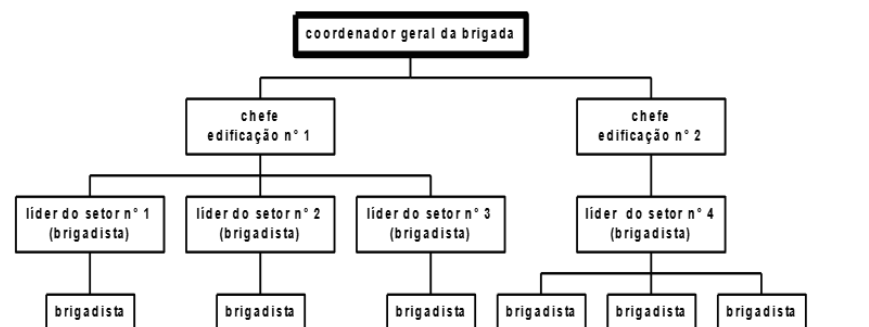 coordenador geral da brigada
chefe
edificação n° 1
chefe
edificação n° 2
líder do setor n° 1
(brigadista)
líder do setor n° 2
(brigadista)
líder do setor n° 3
(brigadista)
líder do setor n° 4
(brigadista)
brigadista
brigadista
brigadista
brigadista
brigadista
brigadista